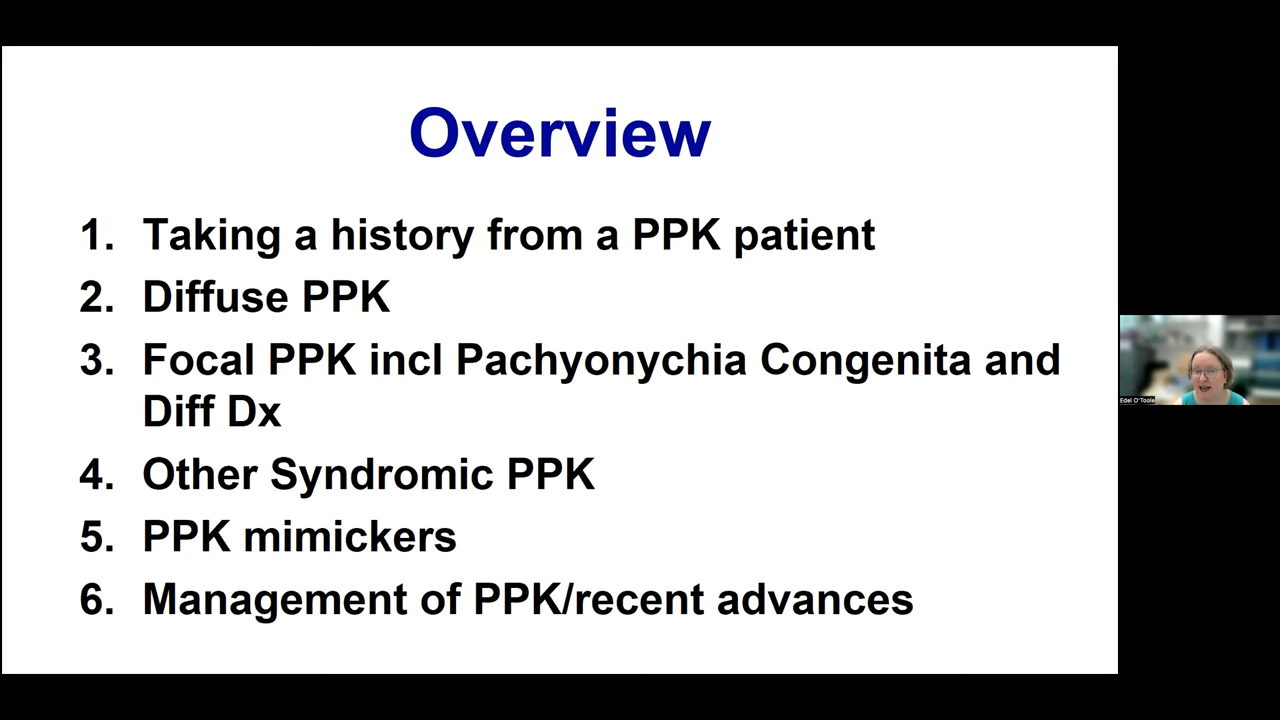 Overview
1. Taking a history from a PPK patient
2. Diffuse PPK
3. Focal PPK incl Pachyonychia Congenita and
Diff Dx
4. Other Syndromic PPK
5. PPK mimickers
6. Management of PPK/recent advances
Edel O'Toole